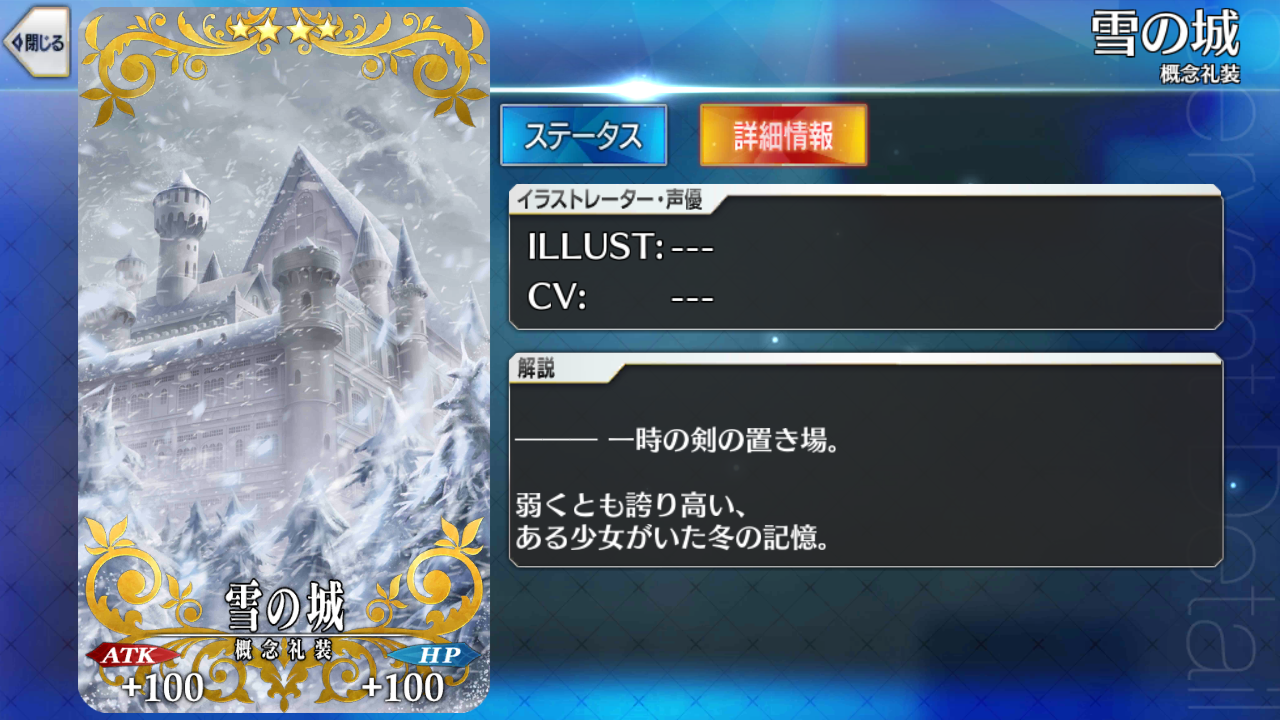 閉じる
雪の城
概念礼装
ステータス
詳細情報
イラストレーター・声優
ILLUST: ---
CV: ---
解説
――― 一時の剣の置き場。
弱くとも誇り高い、
ある少女がいた冬の記憶。
雪の城
概念礼装
ATK
HP
+100
+100
Servant Detail